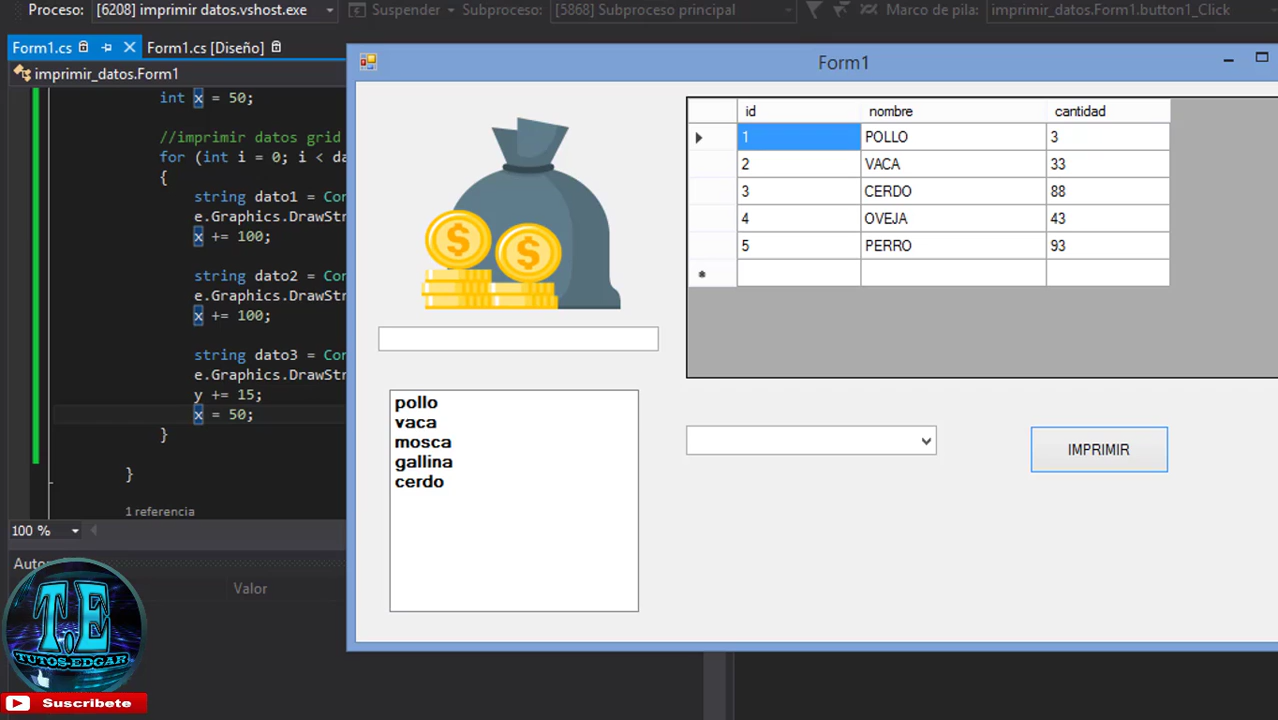 Proceso: [6208] imprimir datos.vshost.exe Suspender Subproceso: [5868] Subproceso principal Marco de pila: imprimir_datos.Form1.button1_Click
Form1.cs Form1.cs [Diseño]
imprimir_datos.Form1
int x = 50;
//imprimir datos grid
for (int i = 0; i < da
{
string dato1 = Con
e.Graphics.DrawStr
x += 100;
string dato2 = Con
e.Graphics.DrawStr
x += 100;
string dato3 = Con
e.Graphics.DrawStr
y += 15;
x = 50;
}
}
1 referencia
100 %
Auto
Valor
Form1
id nombre cantidad
1 POLLO 3
2 VACA 33
3 CERDO 88
4 OVEJA 43
5 PERRO 93
*
pollo
vaca
mosca
gallina
cerdo
IMPRIMIR
T.E
TUTOS-EDGAR
Suscribete